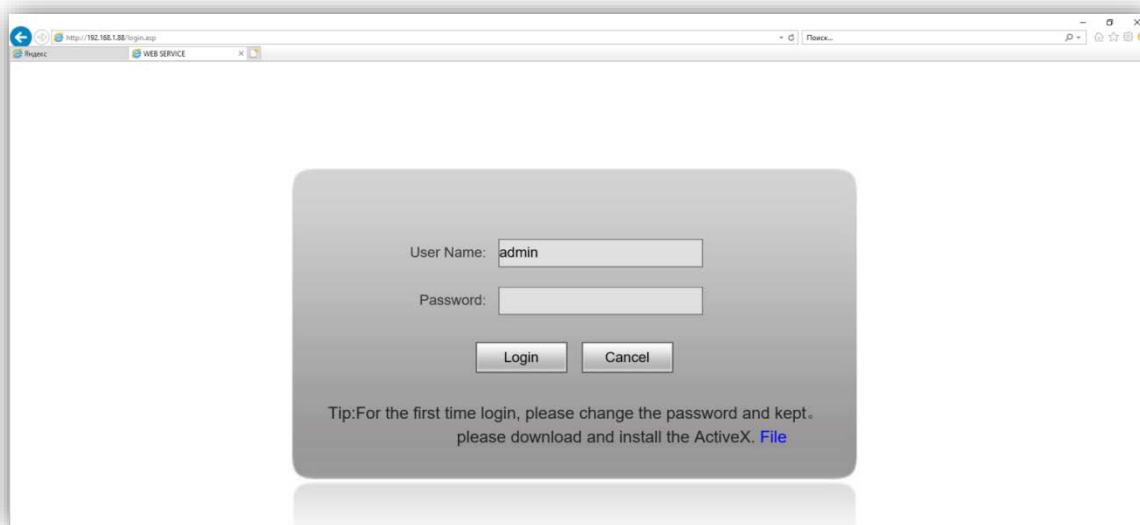 http://192.168.1.88/login.asp
Поиск...
Яндекс
WEB SERVICE
User Name: admin
Password:
Login Cancel
Tip:For the first time login, please change the password and kept。
please download and install the ActiveX. File